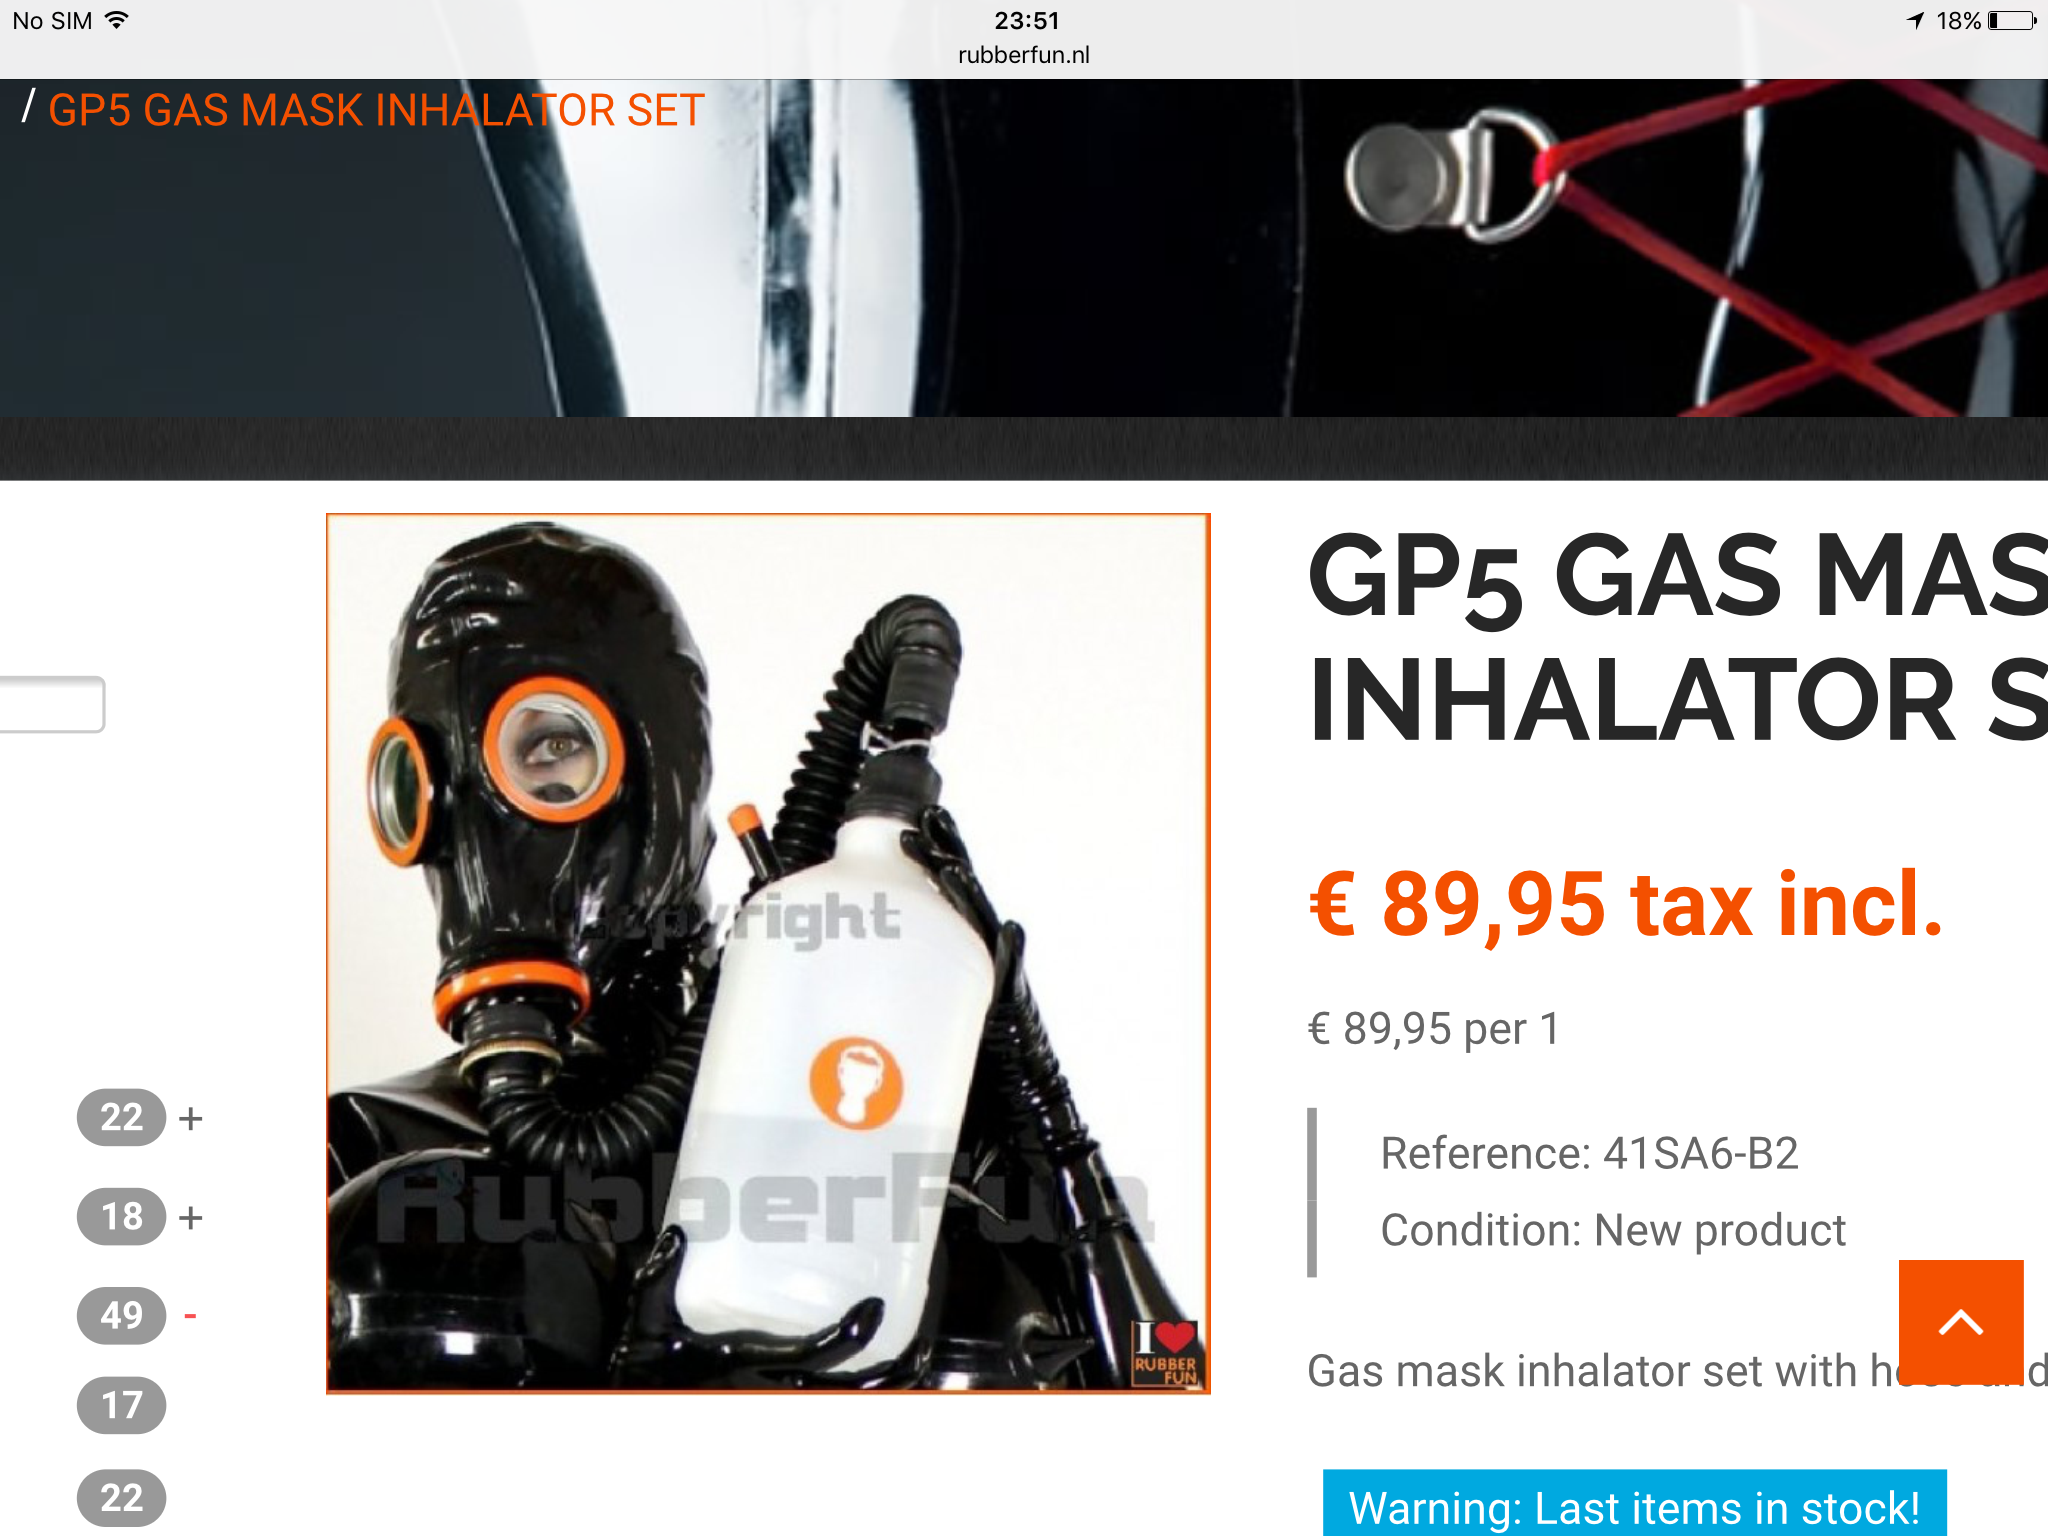 No SIM
23:51
18%
rubberfun.nl
/ GP5 GAS MASK INHALATOR SET
GP5 GAS MAS
INHALATOR S
€ 89,95 tax incl.
€ 89,95 per 1
Reference: 41SA6-B2
Condition: New product
Gas mask inhalator set with
Warning: Last items in stock!
22 +
18 +
49 -
17
22
Copyright
RubberFun
I
RUBBER
FUN